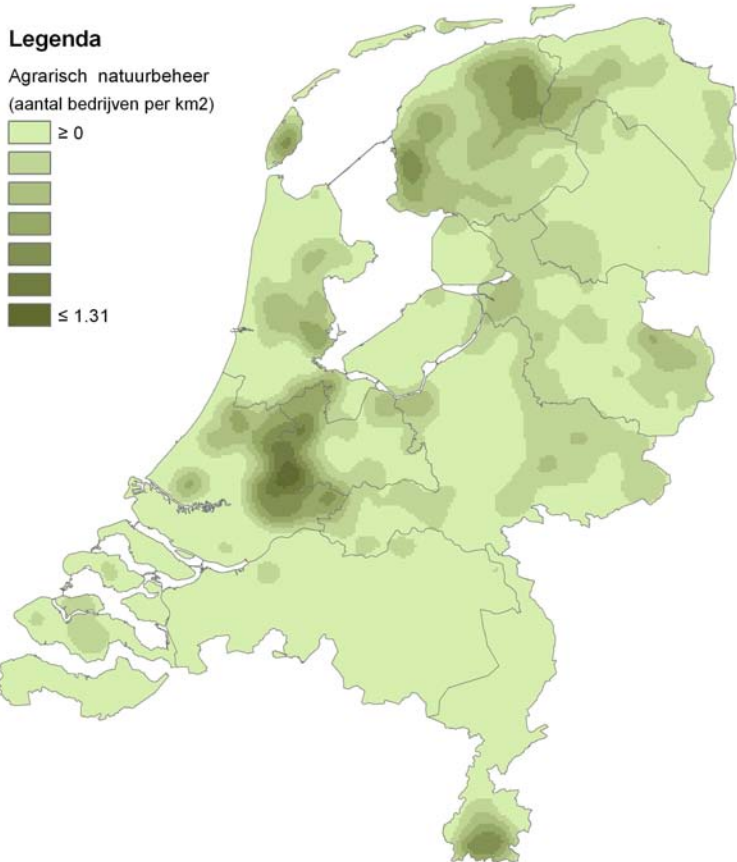 Legenda
Agrarisch natuurbeheer
(aantal bedrijven per km2)
≥ 0
≤ 1.31